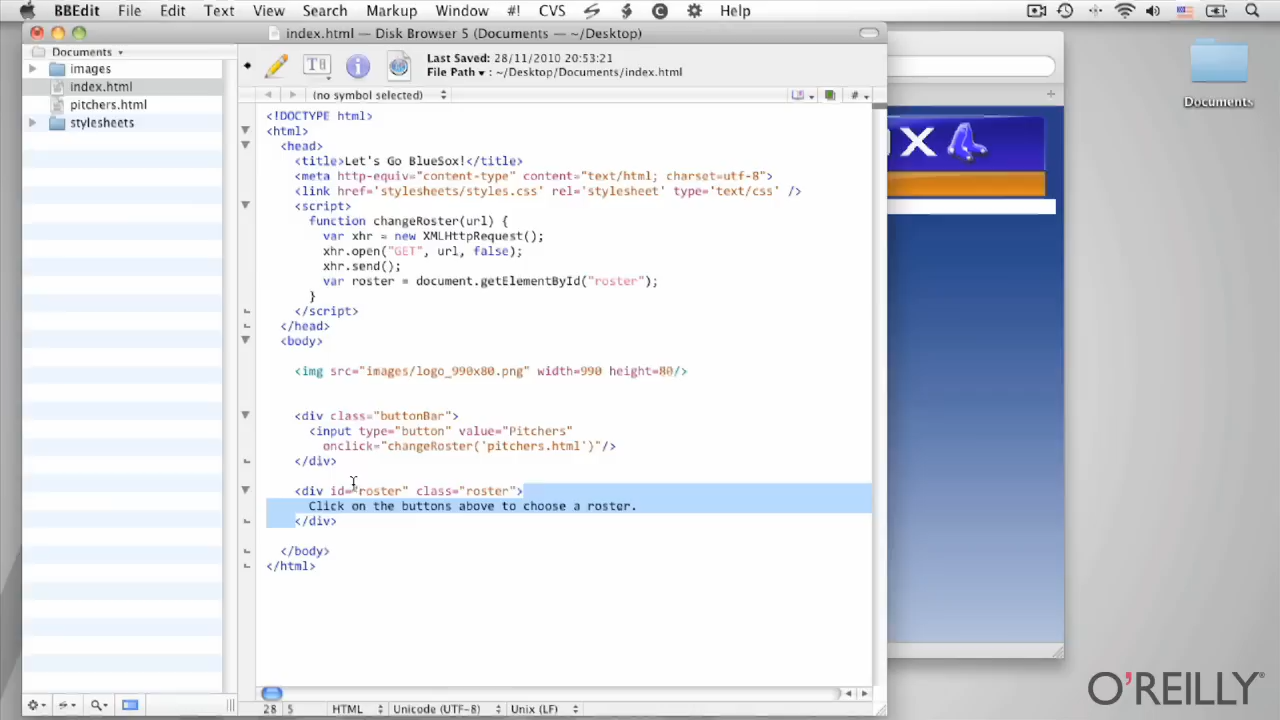 BBEdit File Edit Text View Search Markup Window #! CVS Help
index.html — Disk Browser 5 (Documents — ~/Desktop)
Documents
images
index.html
pitchers.html
stylesheets
Last Saved: 28/11/2010 20:53:21
File Path ▾ : ~/Desktop/Documents/index.html
(no symbol selected)
#
<!DOCTYPE html>
<html>
<head>
<title>Let's Go BlueSox!</title>
<meta http-equiv="content-type" content="text/html; charset=utf-8">
<link href='stylesheets/styles.css' rel='stylesheet' type='text/css' />
<script>
function changeRoster(url) {
var xhr = new XMLHttpRequest();
xhr.open("GET", url, false);
xhr.send();
var roster = document.getElementById("roster");
}
</script>
</head>
<body>
<img src="images/logo_990x80.png" width=990 height=80/>
<div class="buttonBar">
<input type="button" value="Pitchers"
onclick="changeRoster('pitchers.html')"/>
</div>
<div id="roster" class="roster">
Click on the buttons above to choose a roster.
</div>
</body>
</html>
28 5 HTML Unicode (UTF-8) Unix (LF)
X
Documents
O'REILLY®